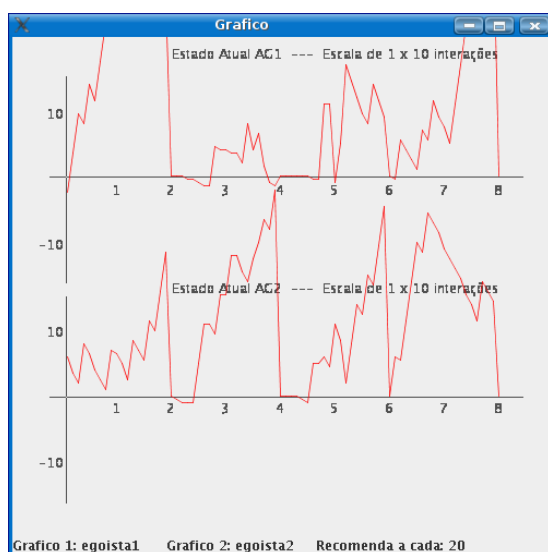 Grafico
Estado Atual AG1 --- Escala de 1 x 10 interações
10
1 2 3 4 5 6 7 8
-10
Estado Atual AG2 --- Escala de 1 x 10 interações
10
1 2 3 4 5 6 7 8
-10
Grafico 1: egoista1 Grafico 2: egoista2 Recomenda a cada: 20